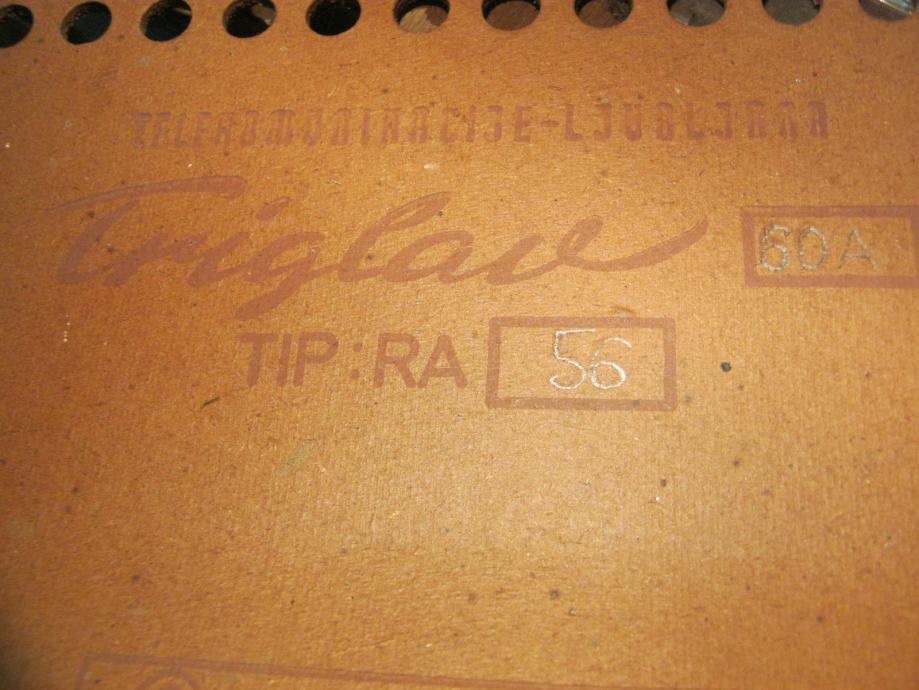 TELEKOMUNIKACIJE-LJUBLJANA
Triglav 60A
TIP:RA 56